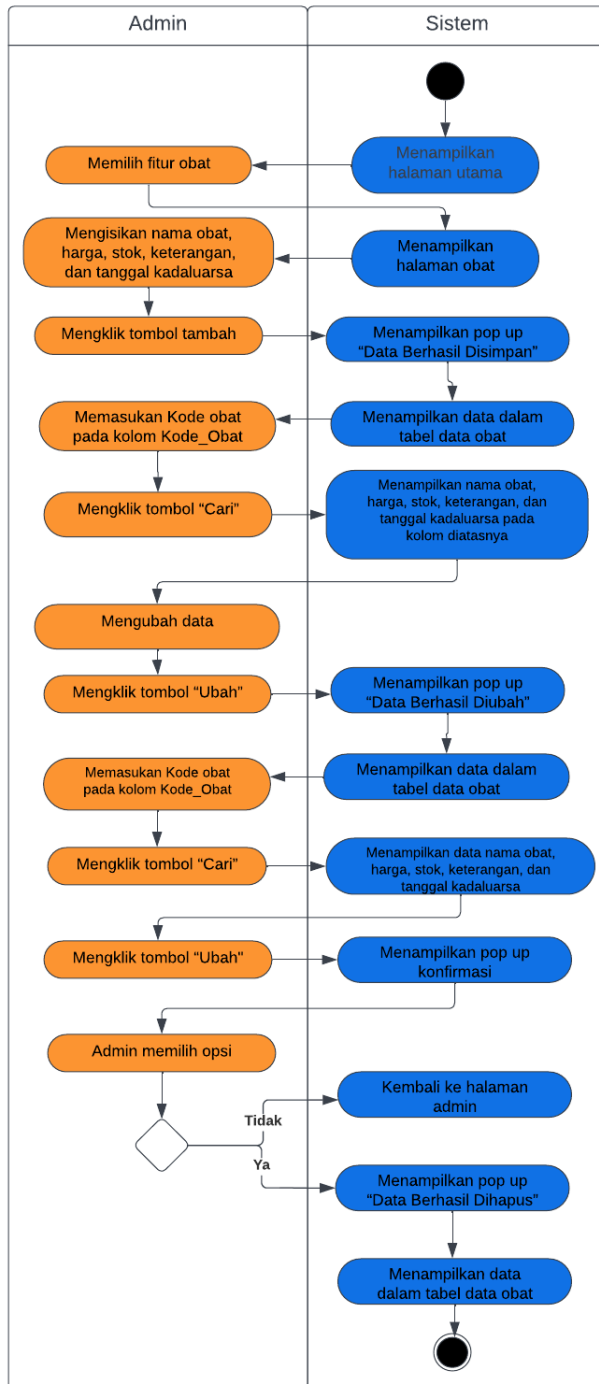 Admin
Sistem
Menampilkan
halaman utama
Memilih fitur obat
Menampilkan
halaman obat
Mengisikan nama obat,
harga, stok, keterangan,
dan tanggal kadaluarsa
Mengklik tombol tambah
Menampilkan pop up
“Data Berhasil Disimpan”
Menampilkan data dalam
tabel data obat
Memasukan Kode obat
pada kolom Kode_Obat
Mengklik tombol “Cari”
Menampilkan nama obat,
harga, stok, keterangan, dan
tanggal kadaluarsa pada
kolom diatasnya
Mengubah data
Mengklik tombol “Ubah”
Menampilkan pop up
“Data Berhasil Diubah”
Menampilkan data dalam
tabel data obat
Memasukan Kode obat
pada kolom Kode_Obat
Mengklik tombol “Cari”
Menampilkan data nama obat,
harga, stok, keterangan, dan
tanggal kadaluarsa
Mengklik tombol "Ubah"
Menampilkan pop up
konfirmasi
Admin memilih opsi
Tidak
Kembali ke halaman
admin
Ya
Menampilkan pop up
“Data Berhasil Dihapus”
Menampilkan data
dalam tabel data obat